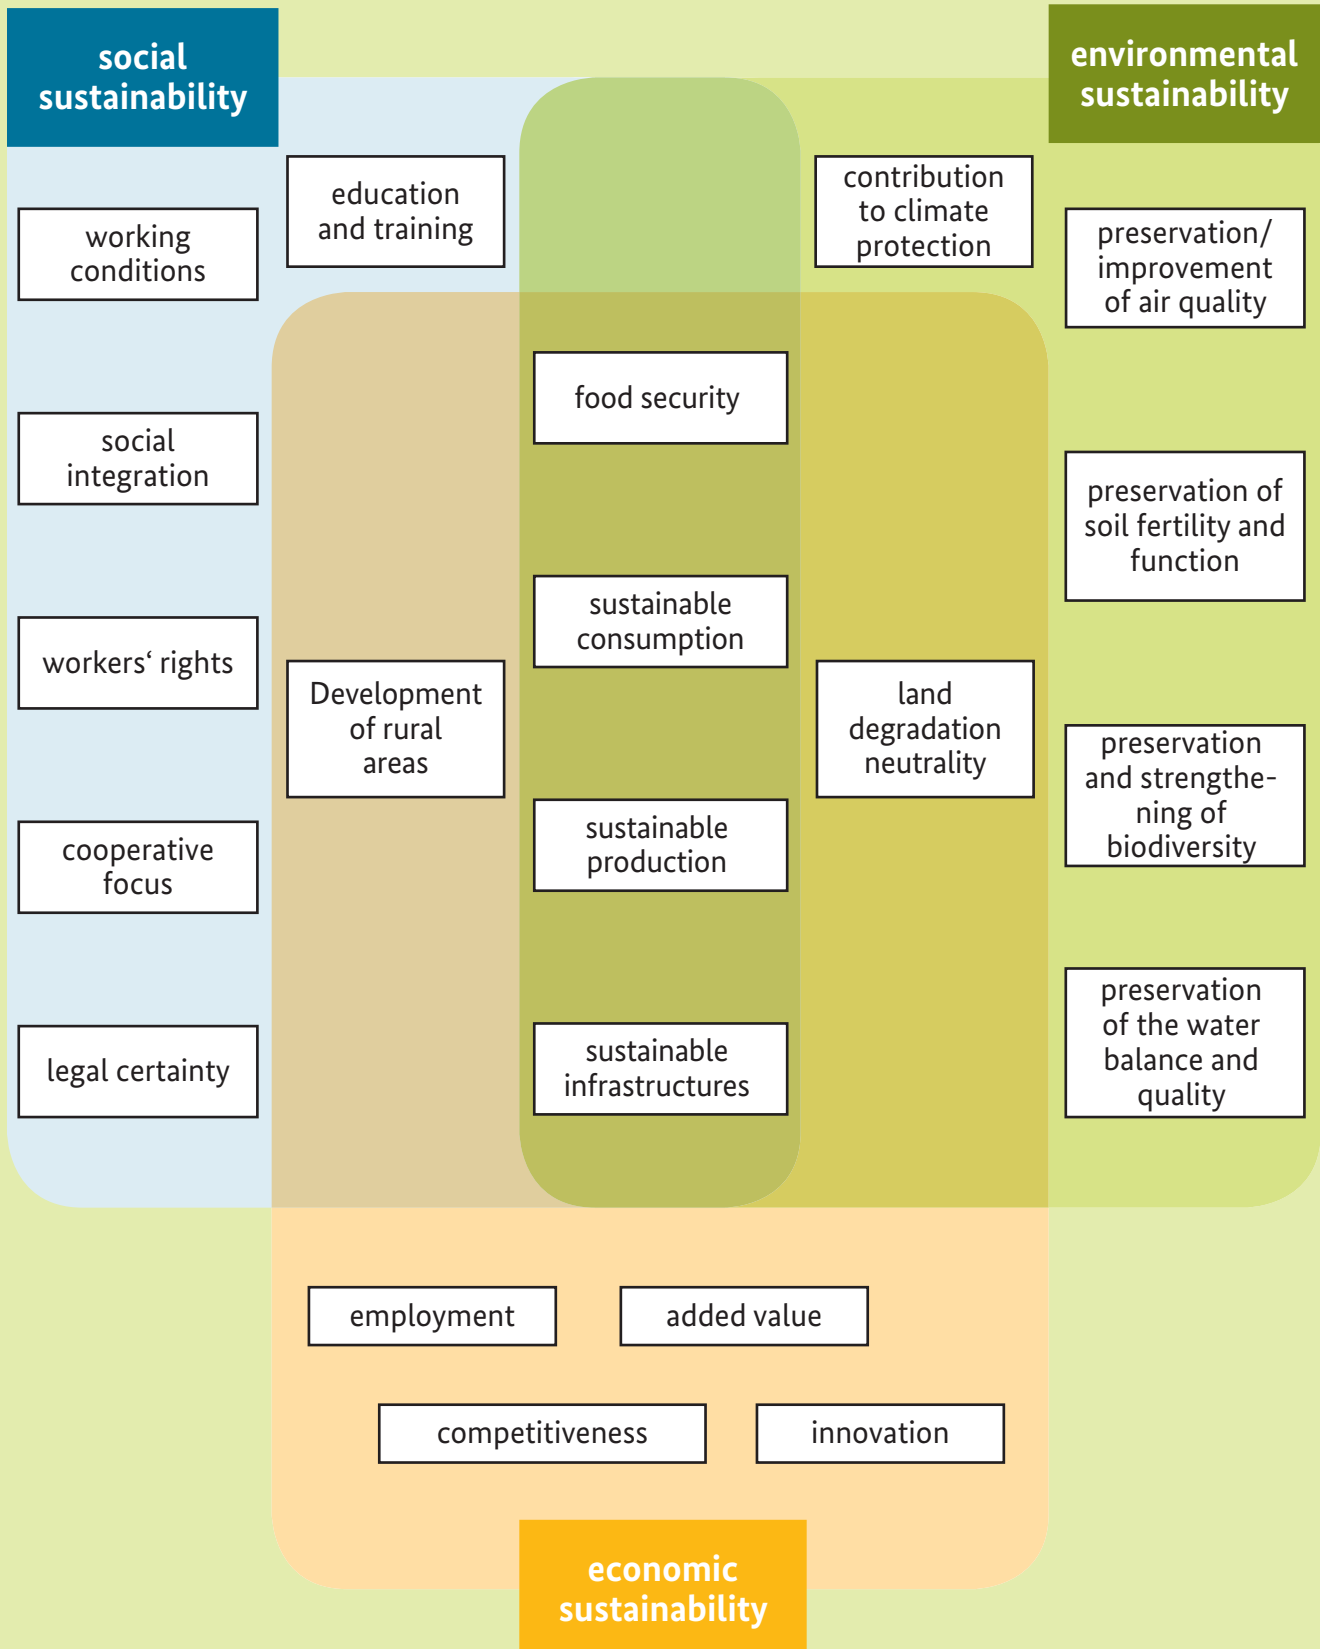 social
sustainability
environmental
sustainability
education
and training
contribution
to climate
protection
working
conditions
preservation/
improvement
of air quality
food security
social
integration
preservation of
soil fertility and
function
sustainable
consumption
workers‘ rights
Development
of rural
areas
land
degradation
neutrality
preservation
and strengthe-
ning of
biodiversity
sustainable
production
cooperative
focus
preservation
of the water
balance and
quality
legal certainty
sustainable
infrastructures
employment
added value
competitiveness
innovation
economic
sustainability